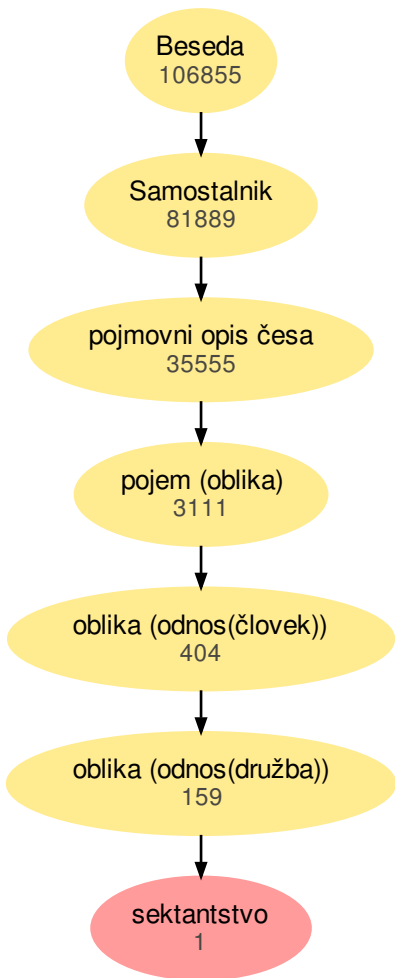 Beseda
106855
Samostalnik
81889
pojmovni opis česa
35555
pojem (oblika)
3111
oblika (odnos(človek))
404
oblika (odnos(družba))
159
sektantstvo
1